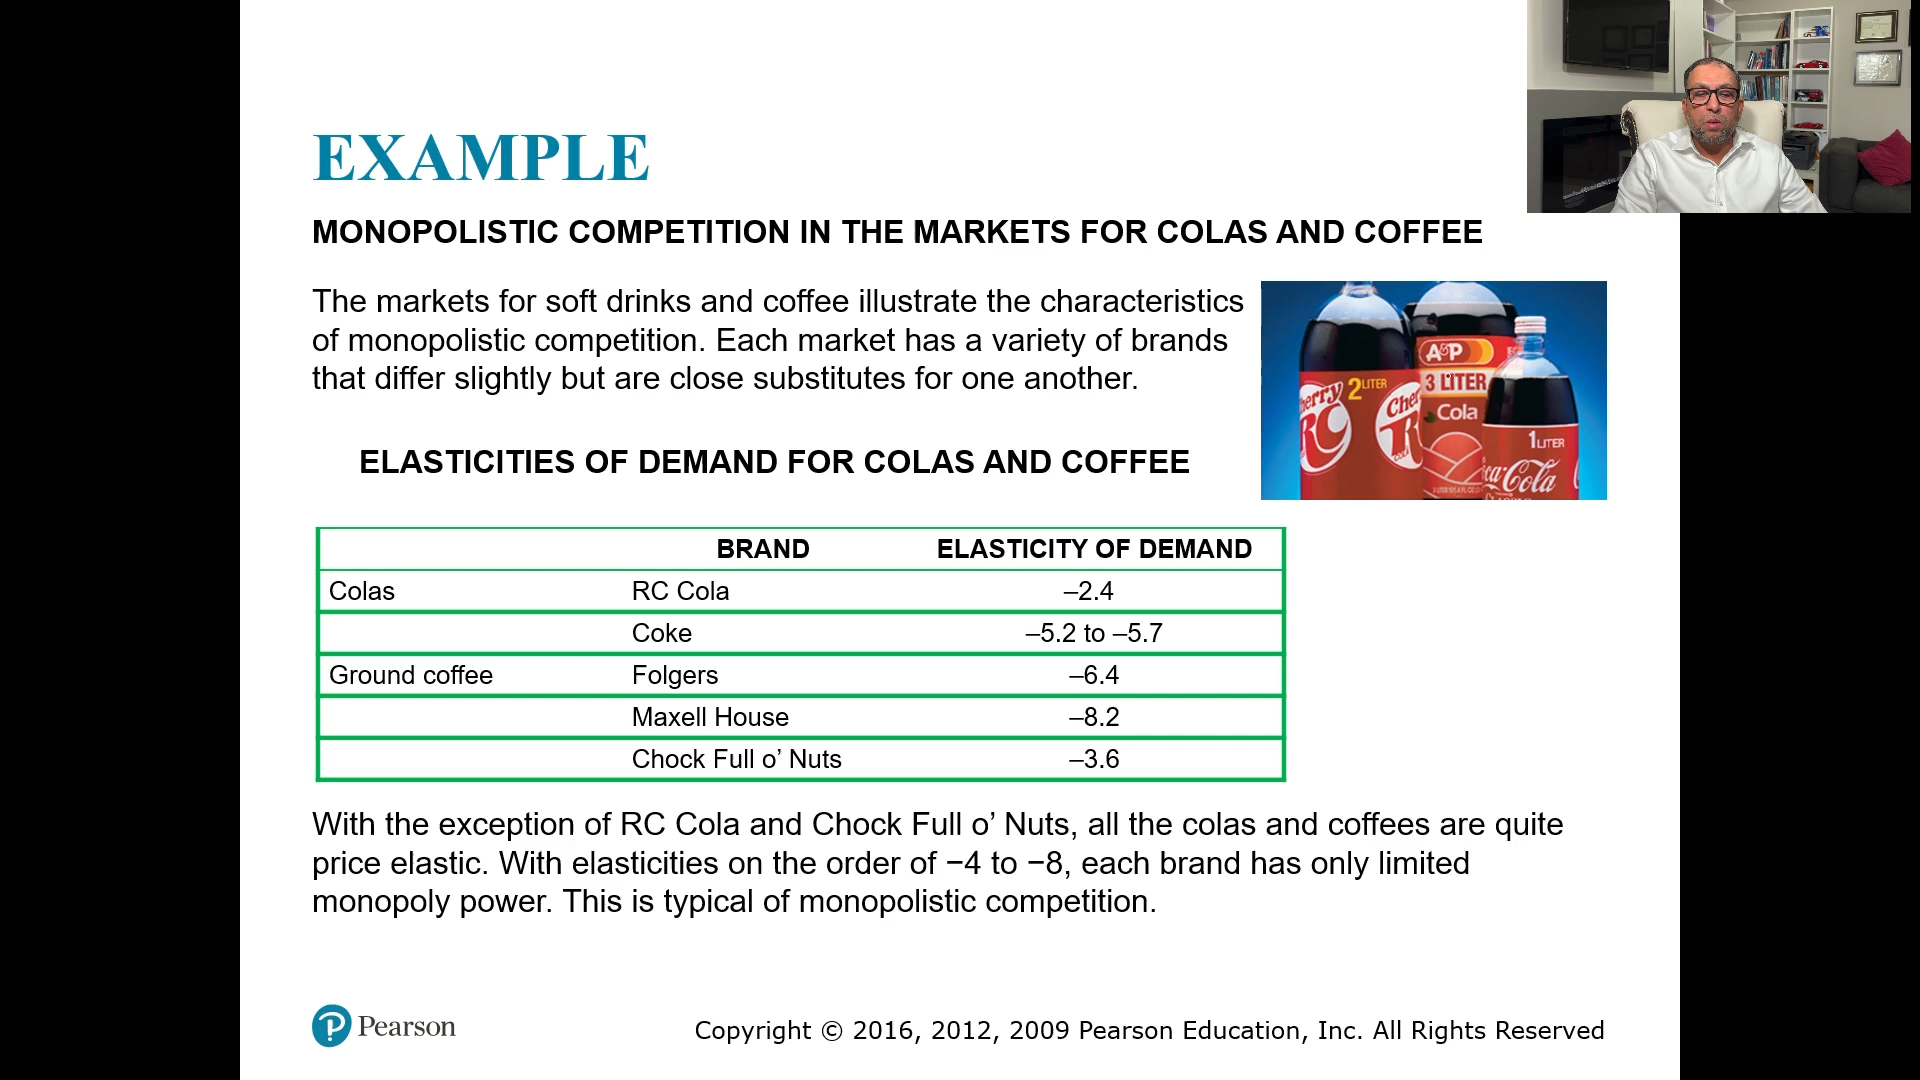 EXAMPLE
MONOPOLISTIC COMPETITION IN THE MARKETS FOR COLAS AND COFFEE
The markets for soft drinks and coffee illustrate the characteristics
of monopolistic competition. Each market has a variety of brands
that differ slightly but are close substitutes for one another.
A&P
3 LITER
Cola
2 LITER
Cherry
RC
Cher
1 LITER
Coca-Cola
ELASTICITIES OF DEMAND FOR COLAS AND COFFEE
BRAND ELASTICITY OF DEMAND
Colas RC Cola –2.4
Coke –5.2 to –5.7
Ground coffee Folgers –6.4
Maxell House –8.2
Chock Full o’ Nuts –3.6
With the exception of RC Cola and Chock Full o’ Nuts, all the colas and coffees are quite
price elastic. With elasticities on the order of −4 to −8, each brand has only limited
monopoly power. This is typical of monopolistic competition.
Pearson
Copyright © 2016, 2012, 2009 Pearson Education, Inc. All Rights Reserved